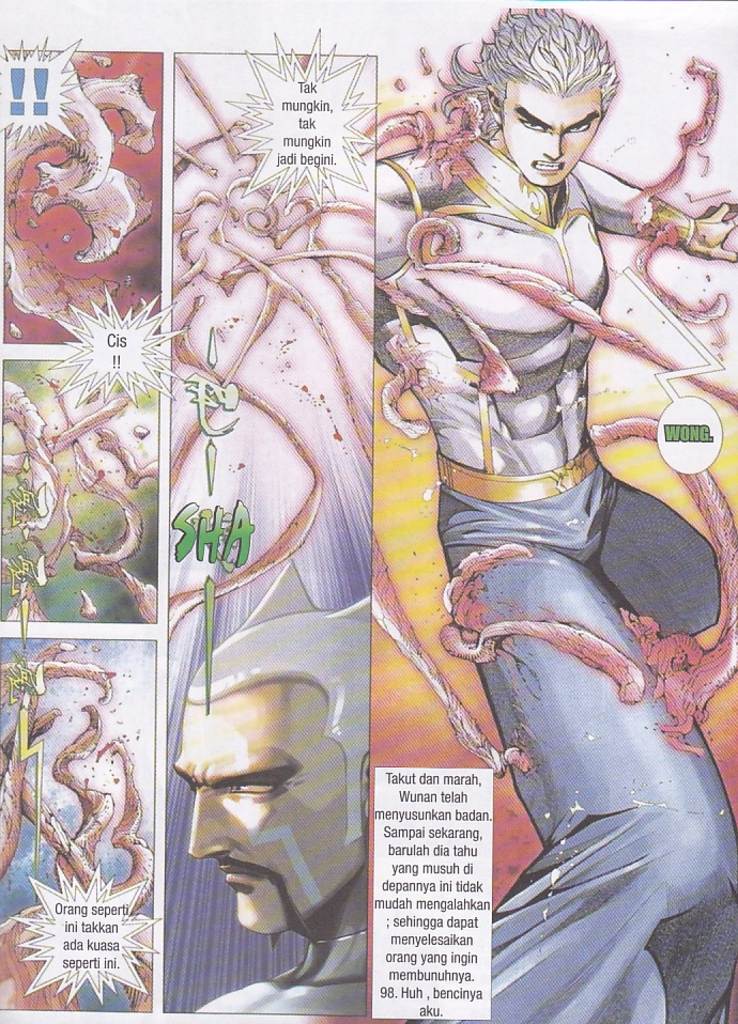 !!
Cis
!!
Orang seperti
ini takkan
ada kuasa
seperti ini.
Tak
mungkin,
tak
mungkin
jadi begini.
SHA
WONG.
Takut dan marah,
Wunan telah
menyusunkan badan.
Sampai sekarang,
barulah dia tahu
yang musuh di
depannya ini tidak
mudah mengalahkan
; sehingga dapat
menyelesaikan
orang yang ingin
membunuhnya.
98. Huh , bencinya
aku.